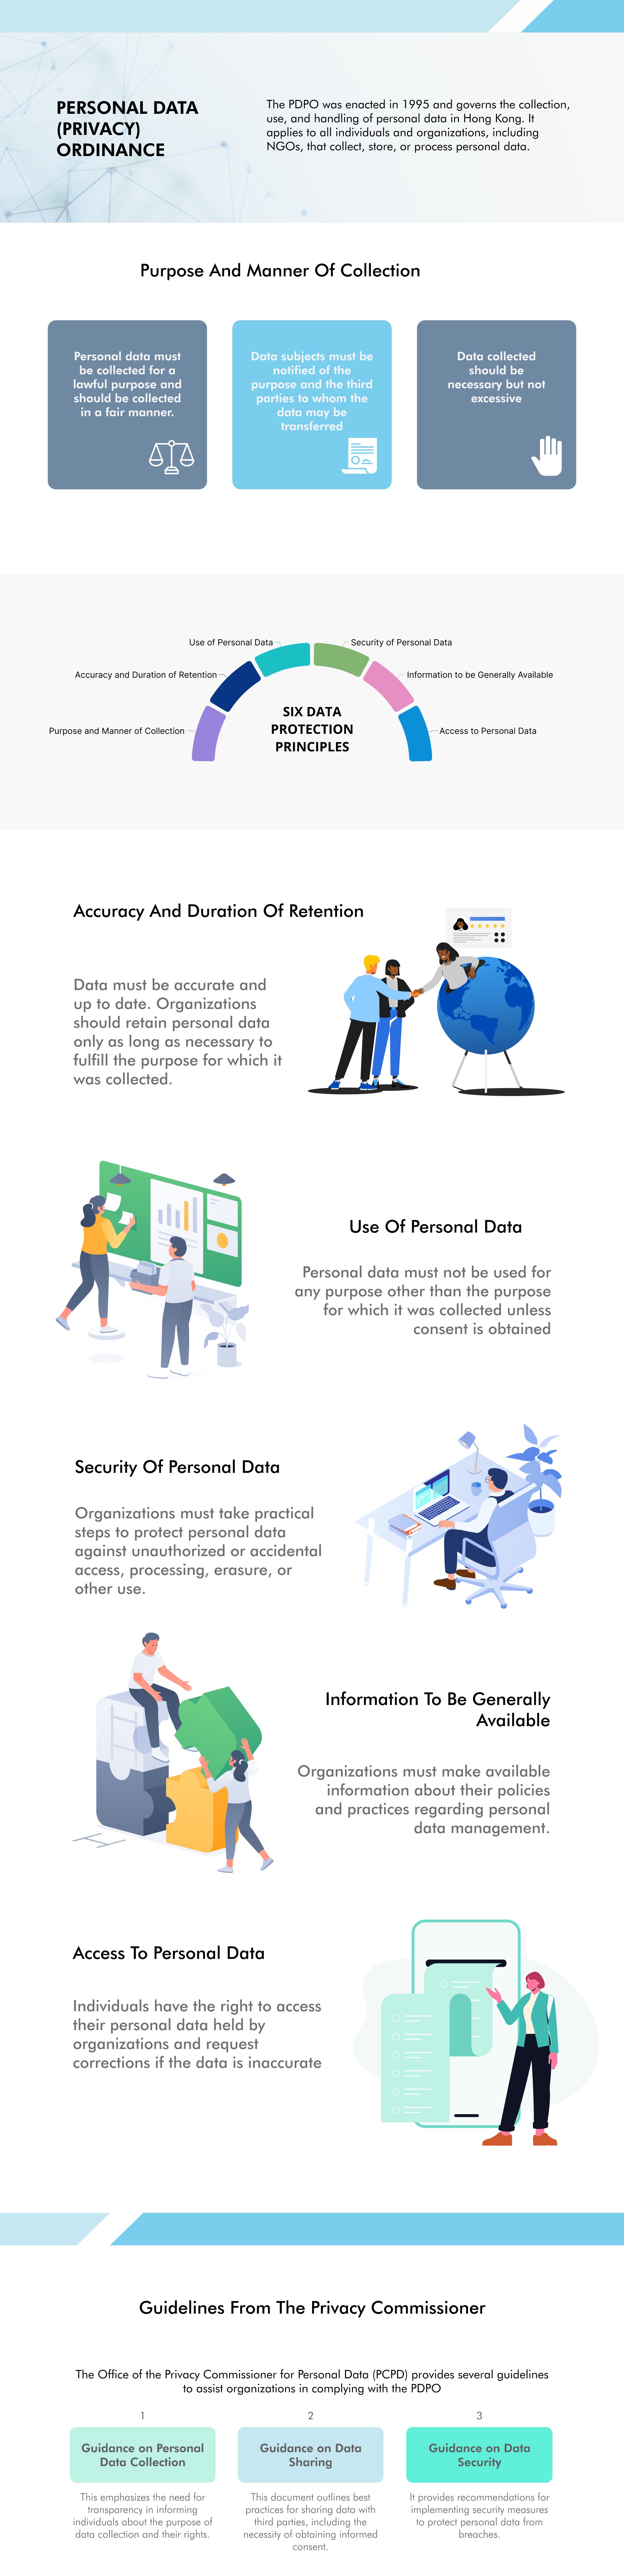 PERSONAL DATA
(PRIVACY)
ORDINANCE
The PDPO was enacted in 1995 and governs the collection,
use, and handling of personal data in Hong Kong. It
applies to all individuals and organizations, including
NGOs, that collect, store, or process personal data.
Purpose And Manner Of Collection
Personal data must
be collected for a
lawful purpose and
should be collected
in a fair manner.
Data subjects must be
notified of the
purpose and the third
parties to whom the
data may be
transferred
Data collected
should be
necessary but not
excessive
Use of Personal Data
Security of Personal Data
Accuracy and Duration of Retention
Information to be Generally Available
Purpose and Manner of Collection
Access to Personal Data
SIX DATA
PROTECTION
PRINCIPLES
Accuracy And Duration Of Retention
Data must be accurate and
up to date. Organizations
should retain personal data
only as long as necessary to
fulfill the purpose for which it
was collected.
Use Of Personal Data
Personal data must not be used for
any purpose other than the purpose
for which it was collected unless
consent is obtained
Security Of Personal Data
Organizations must take practical
steps to protect personal data
against unauthorized or accidental
access, processing, erasure, or
other use.
Information To Be Generally
Available
Organizations must make available
information about their policies
and practices regarding personal
data management.
Access To Personal Data
Individuals have the right to access
their personal data held by
organizations and request
corrections if the data is inaccurate
Guidelines From The Privacy Commissioner
The Office of the Privacy Commissioner for Personal Data (PCPD) provides several guidelines
to assist organizations in complying with the PDPO
1
Guidance on Personal
Data Collection
This emphasizes the need for
transparency in informing
individuals about the purpose of
data collection and their rights.
2
Guidance on Data
Sharing
This document outlines best
practices for sharing data with
third parties, including the
necessity of obtaining informed
consent.
3
Guidance on Data
Security
It provides recommendations for
implementing security measures
to protect personal data from
breaches.